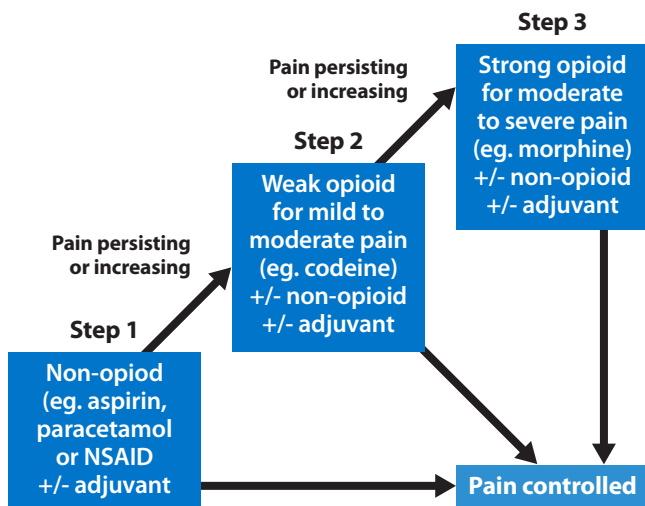 Step 3
Strong opioid
for moderate
to severe pain
(eg. morphine)
+/- non-opioid
+/- adjuvant
Pain persisting
or increasing
Step 2
Weak opioid
for mild to
moderate pain
(eg. codeine)
+/- non-opioid
+/- adjuvant
Pain persisting
or increasing
Step 1
Non-opiod
(eg. aspirin,
paracetamol
or NSAID
+/- adjuvant
Pain controlled